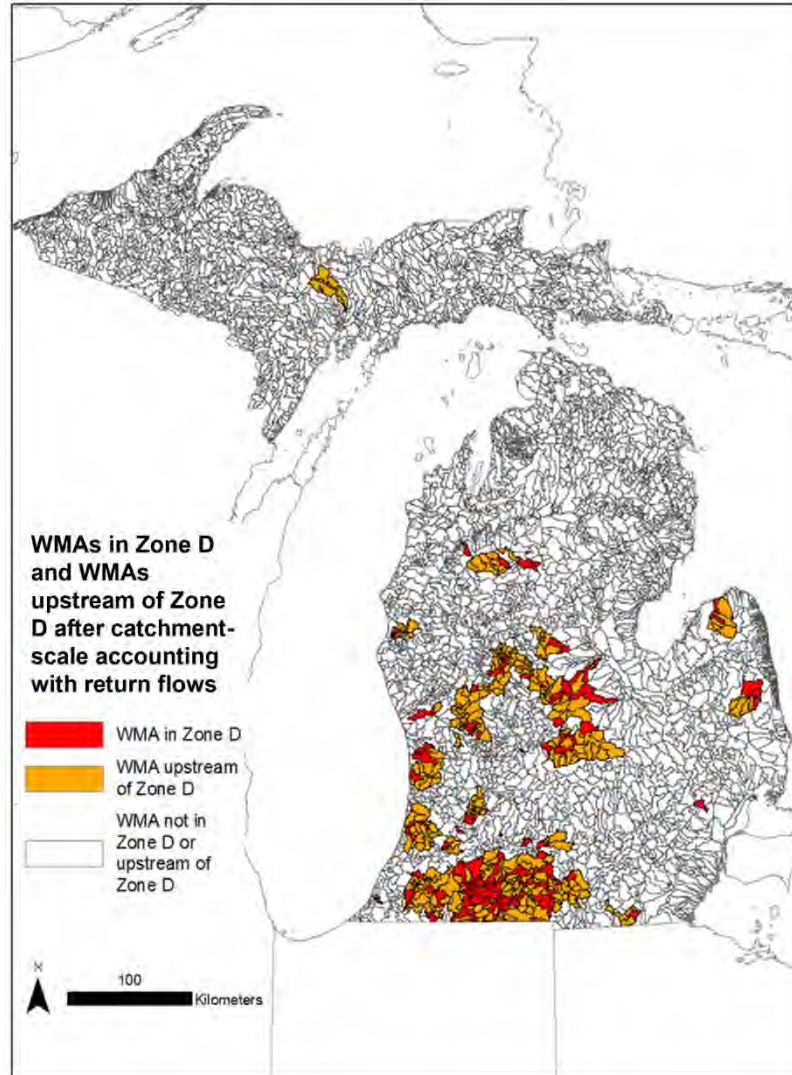 WMAs in Zone D
and WMAs
upstream of Zone
D after catchment-
scale accounting
with return flows
WMA in Zone D
WMA upstream
of Zone D
WMA not in
Zone D or
upstream of
Zone D
N
100
Kilometers